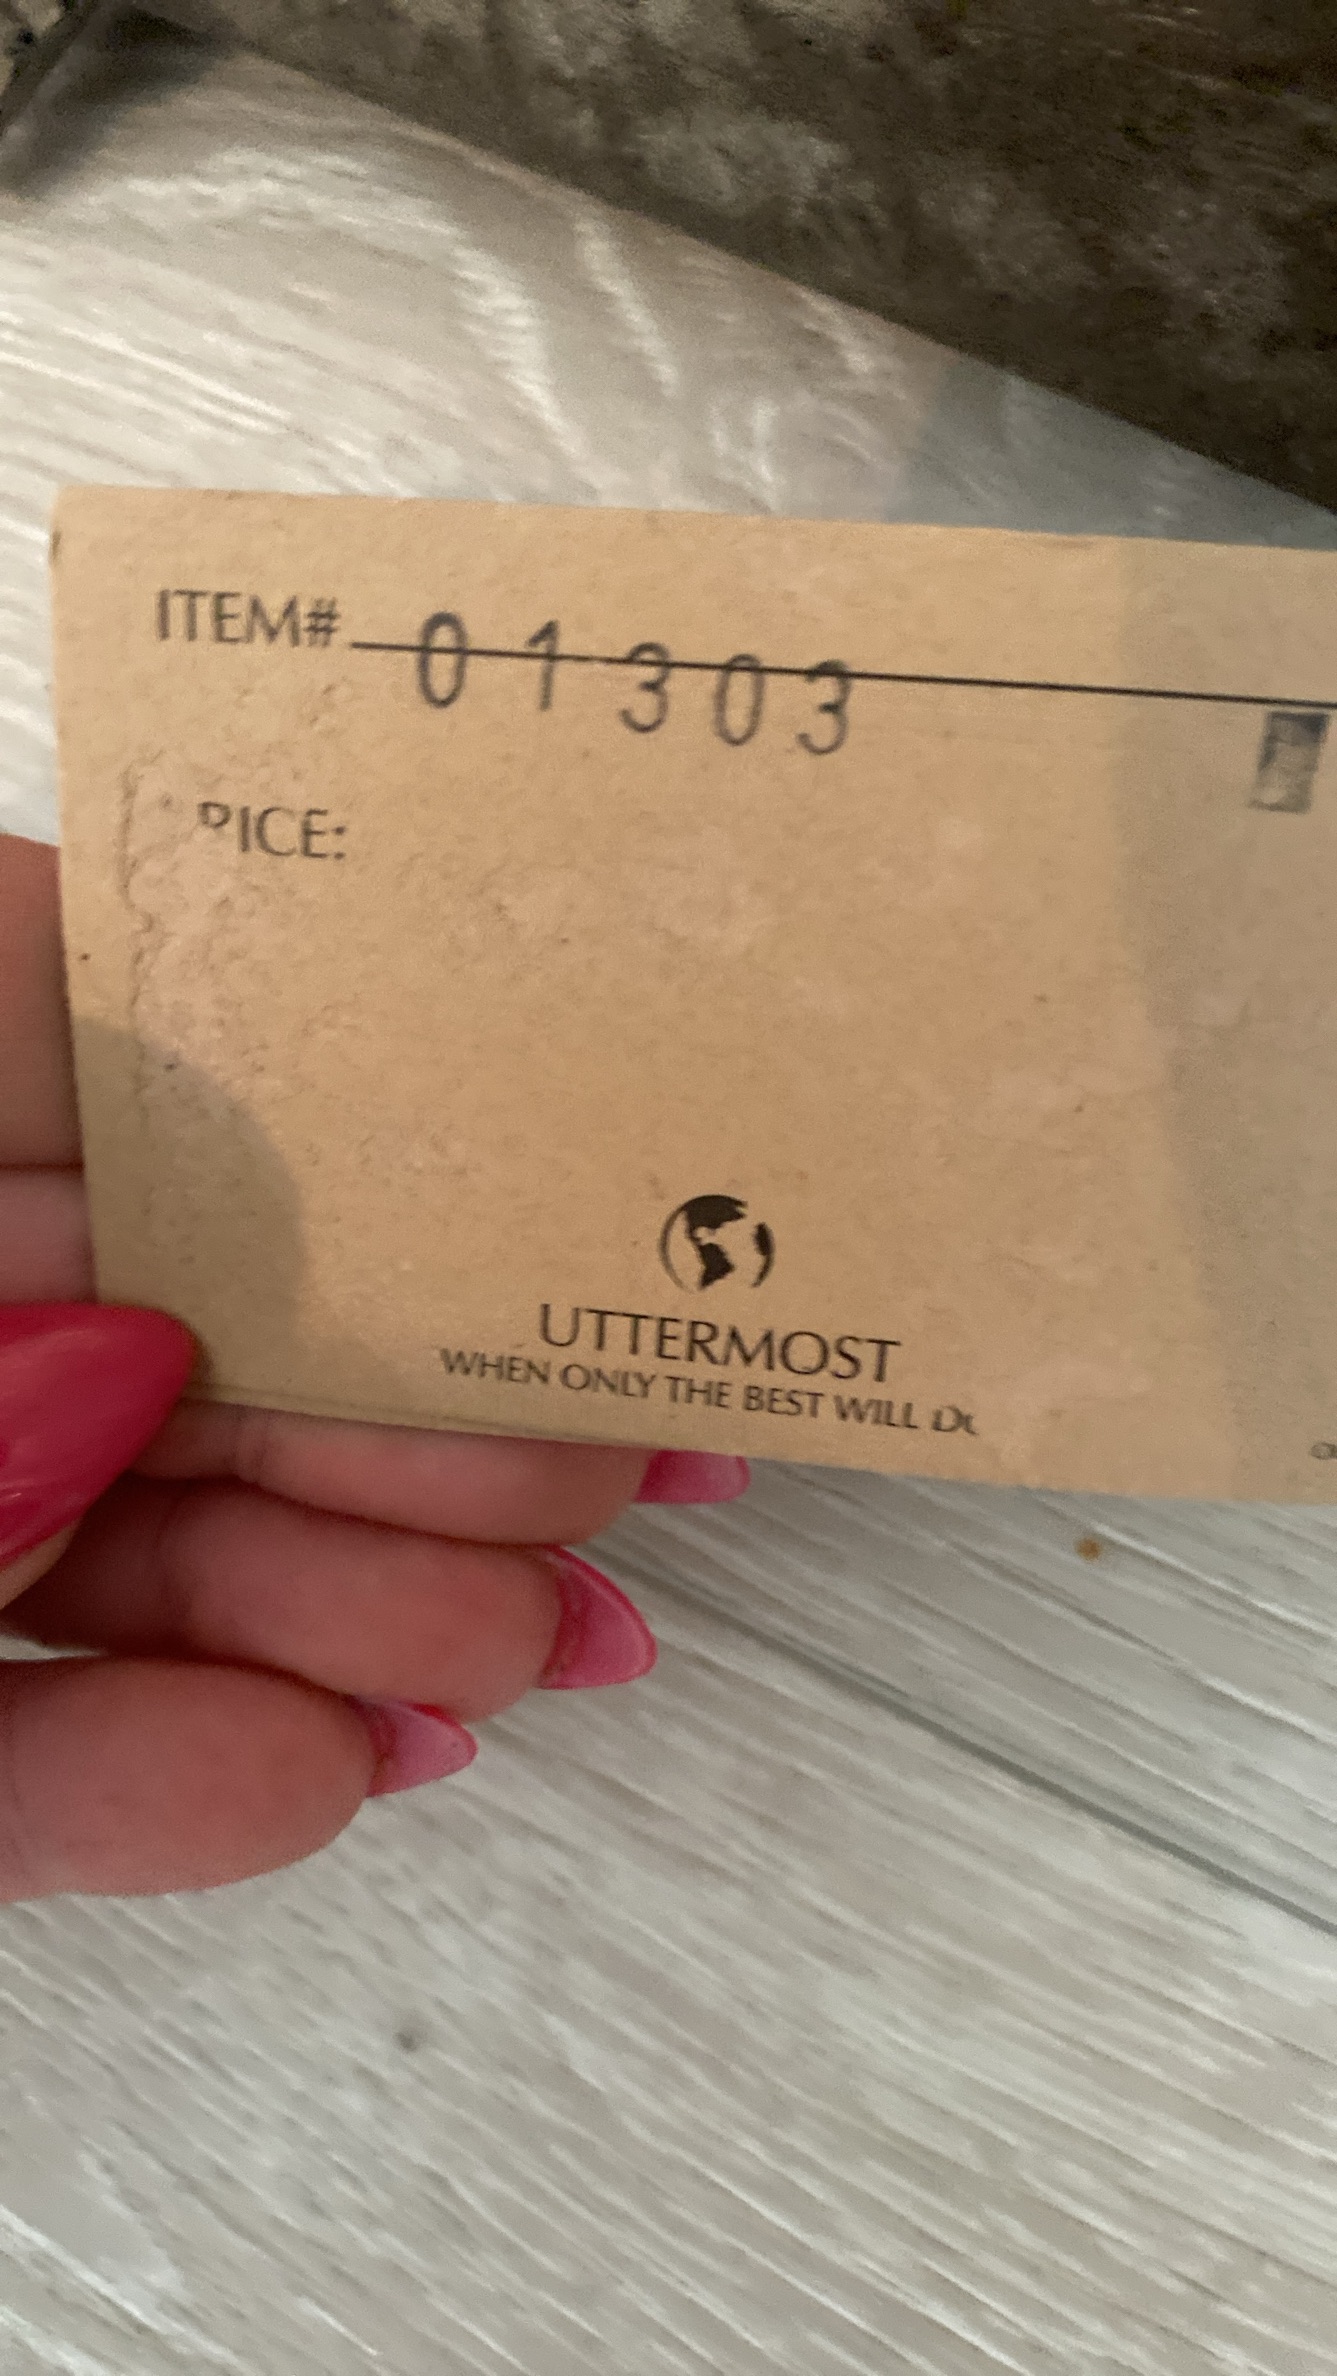 ITEM# 01303
PRICE:
UTTERMOST
WHEN ONLY THE BEST WILL DO